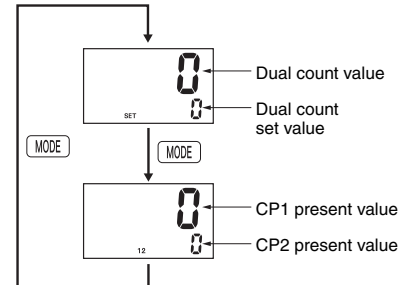 0
Dual count value
0
SET
Dual count
set value
MODE
MODE
0
CP1 present value
0
CP2 present value
12